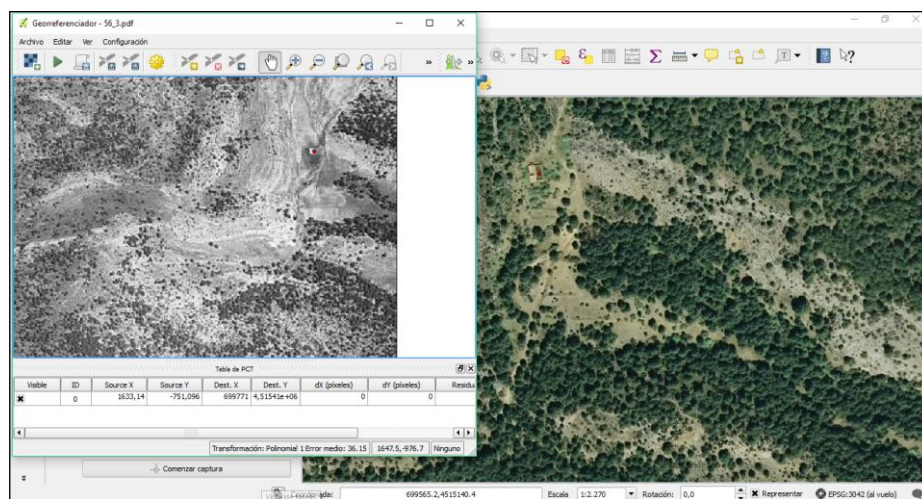 Georreferenciador - 56_3.pdf
Archivo Editar Ver Configuración
Tabla de PCT
Visible ID Source X Source Y Dest. X Dest. Y dX (píxeles) dY (píxeles) Residua
0 1633,14 -751,096 699771 4,51541e+06 0 0
Transformación: Polinomial 1 Error medio: 36.15 1647.5,-976.7 Ninguno
Comenzar captura
699565.2,4515140.4 Escala 1:2.270 Rotación: 0,0 Representar EPSG:3042 (al vuelo)